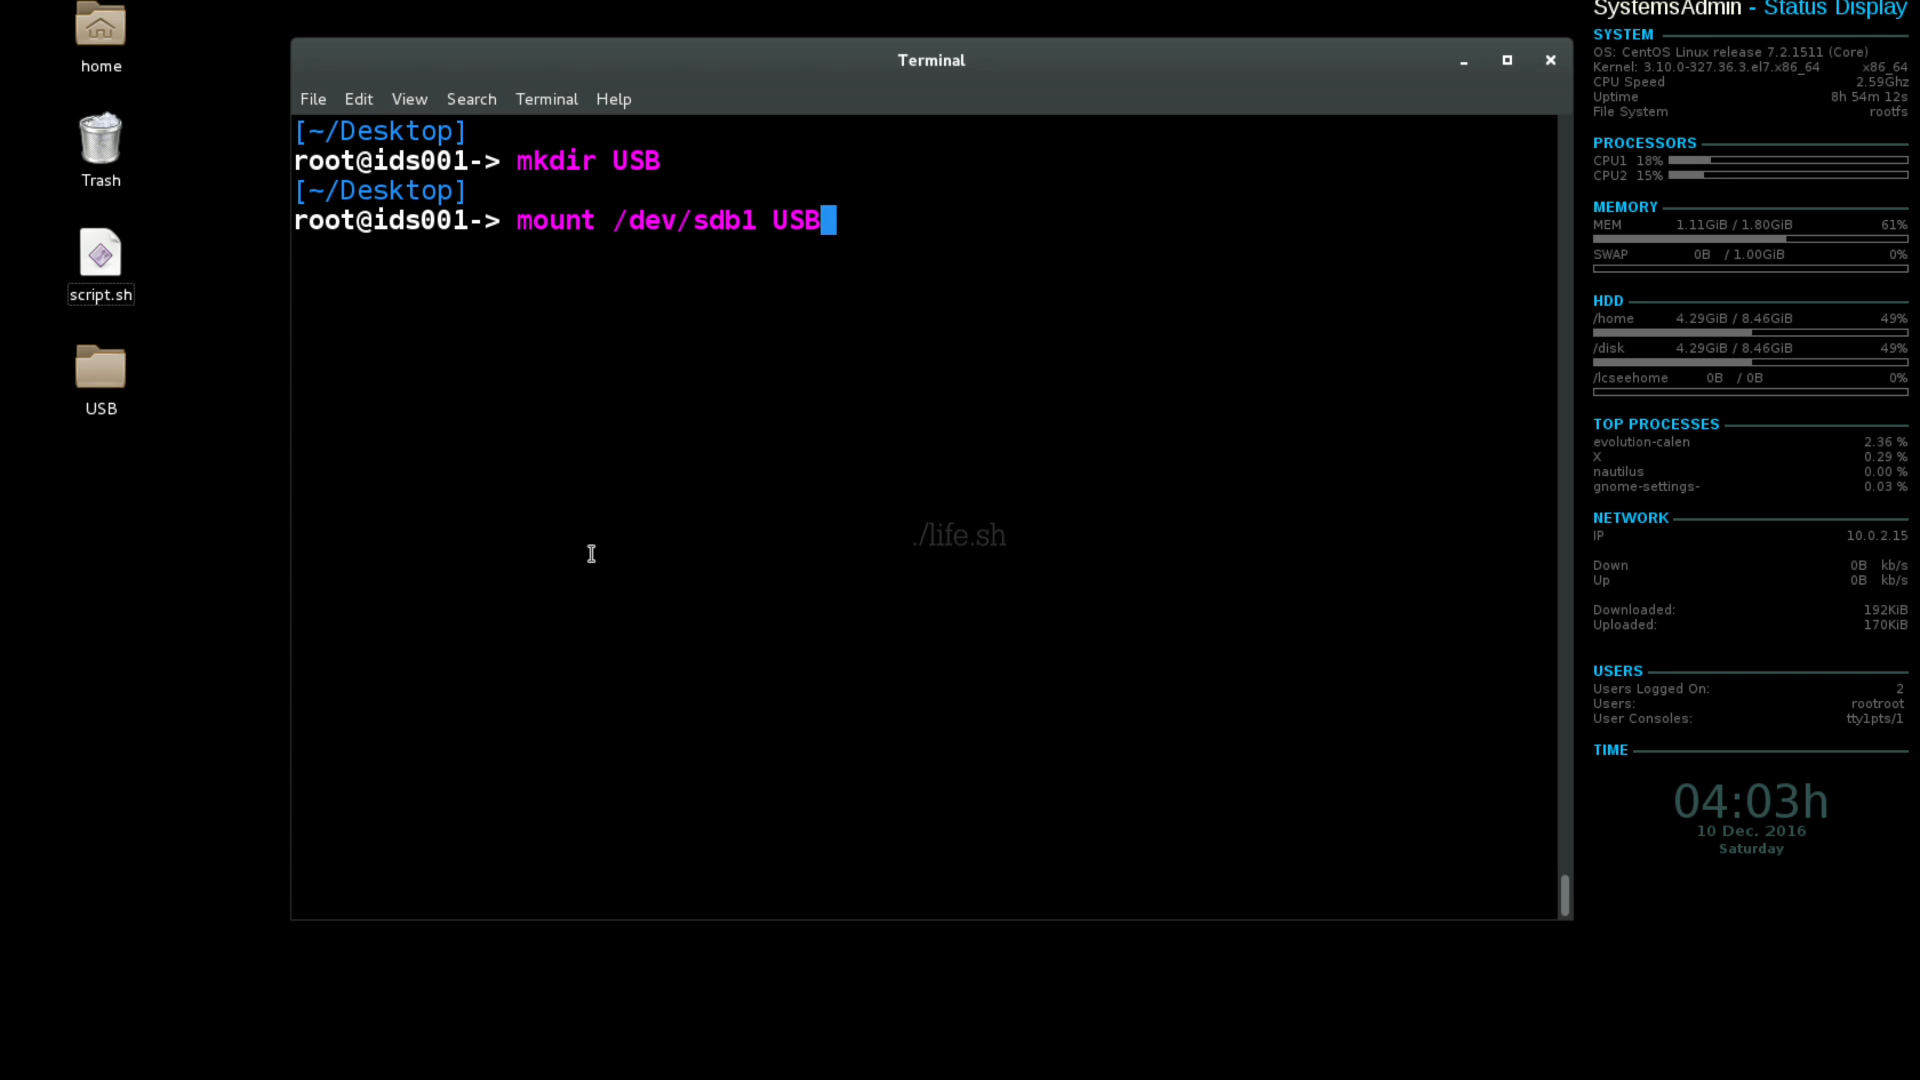 home
Trash
script.sh
USB
Terminal
File Edit View Search Terminal Help
[~/Desktop]
root@ids001-> mkdir USB
[~/Desktop]
root@ids001-> mount /dev/sdb1 USB
./life.sh
SystemsAdmin - Status Display
SYSTEM
OS: CentOS Linux release 7.2.1511 (Core)
Kernel: 3.10.0-327.36.3.el7.x86_64 x86_64
CPU Speed 2.59Ghz
Uptime 8h 54m 12s
File System rootfs
PROCESSORS
CPU1 18%
CPU2 15%
MEMORY
MEM 1.11GiB / 1.80GiB 61%
SWAP 0B / 1.00GiB 0%
HDD
/home 4.29GiB / 8.46GiB 49%
/disk 4.29GiB / 8.46GiB 49%
/lcseehome 0B / 0B 0%
TOP PROCESSES
evolution-calen 2.36 %
X 0.29 %
nautilus 0.00 %
gnome-settings- 0.03 %
NETWORK
IP 10.0.2.15
Down 0B kb/s
Up 0B kb/s
Downloaded: 192KiB
Uploaded: 170KiB
USERS
Users Logged On: 2
Users: rootroot
User Consoles: tty1pts/1
TIME
04:03h
10 Dec. 2016
Saturday